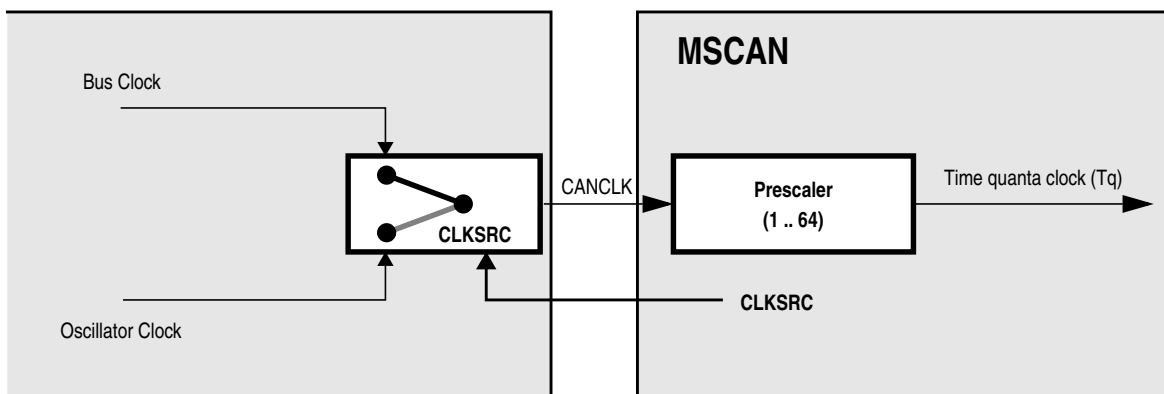 MSCAN
Bus Clock
CANCLK
Prescaler
(1 .. 64)
Time quanta clock (Tq)
CLKSRC
CLKSRC
Oscillator Clock